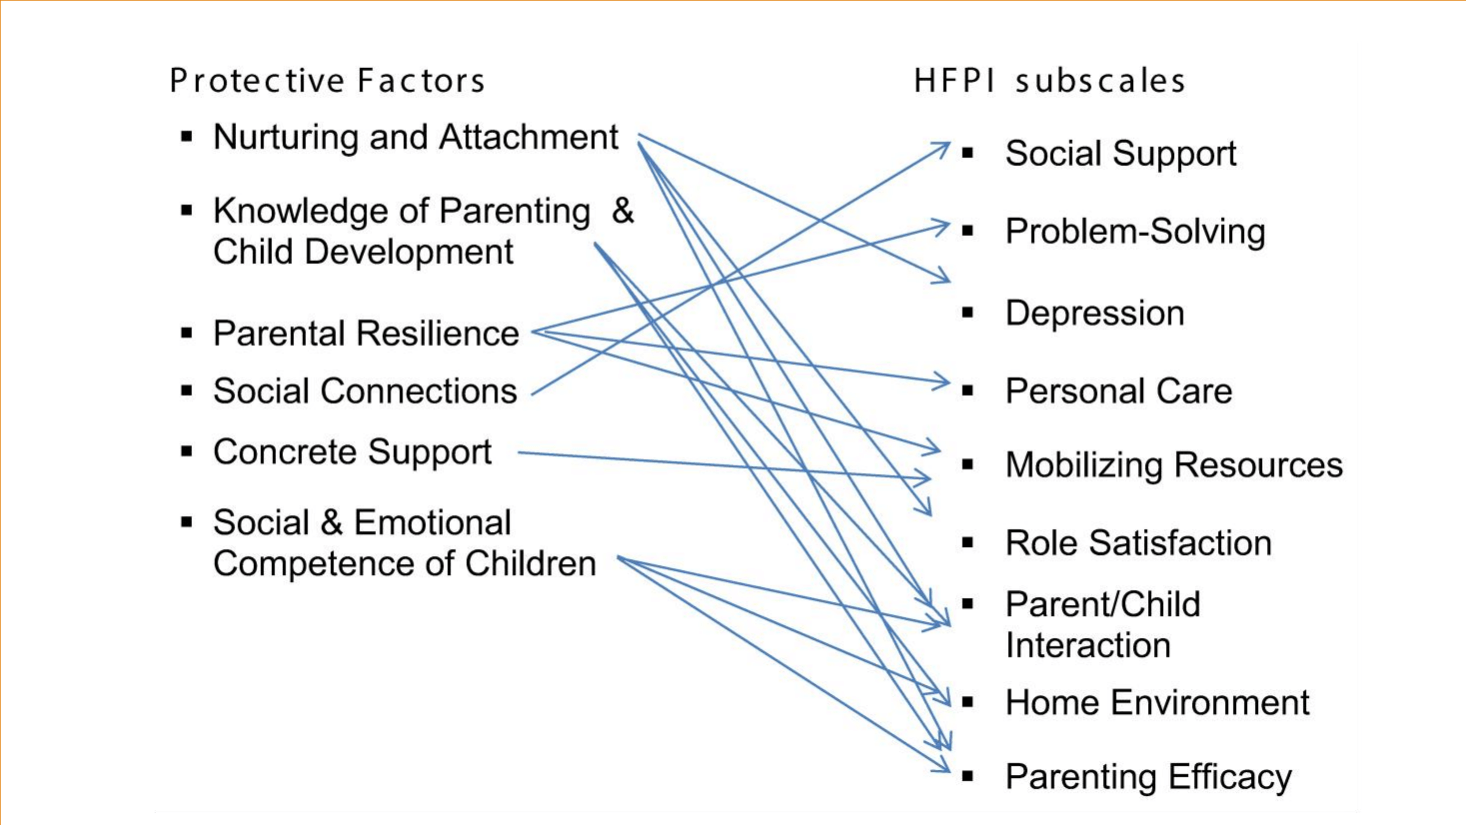 Protective Factors
▪ Nurturing and Attachment
▪ Knowledge of Parenting &
Child Development
▪ Parental Resilience
▪ Social Connections
▪ Concrete Support
▪ Social & Emotional
Competence of Children
HFPI subscales
▪ Social Support
▪ Problem-Solving
▪ Depression
▪ Personal Care
▪ Mobilizing Resources
▪ Role Satisfaction
▪ Parent/Child
Interaction
▪ Home Environment
▪ Parenting Efficacy